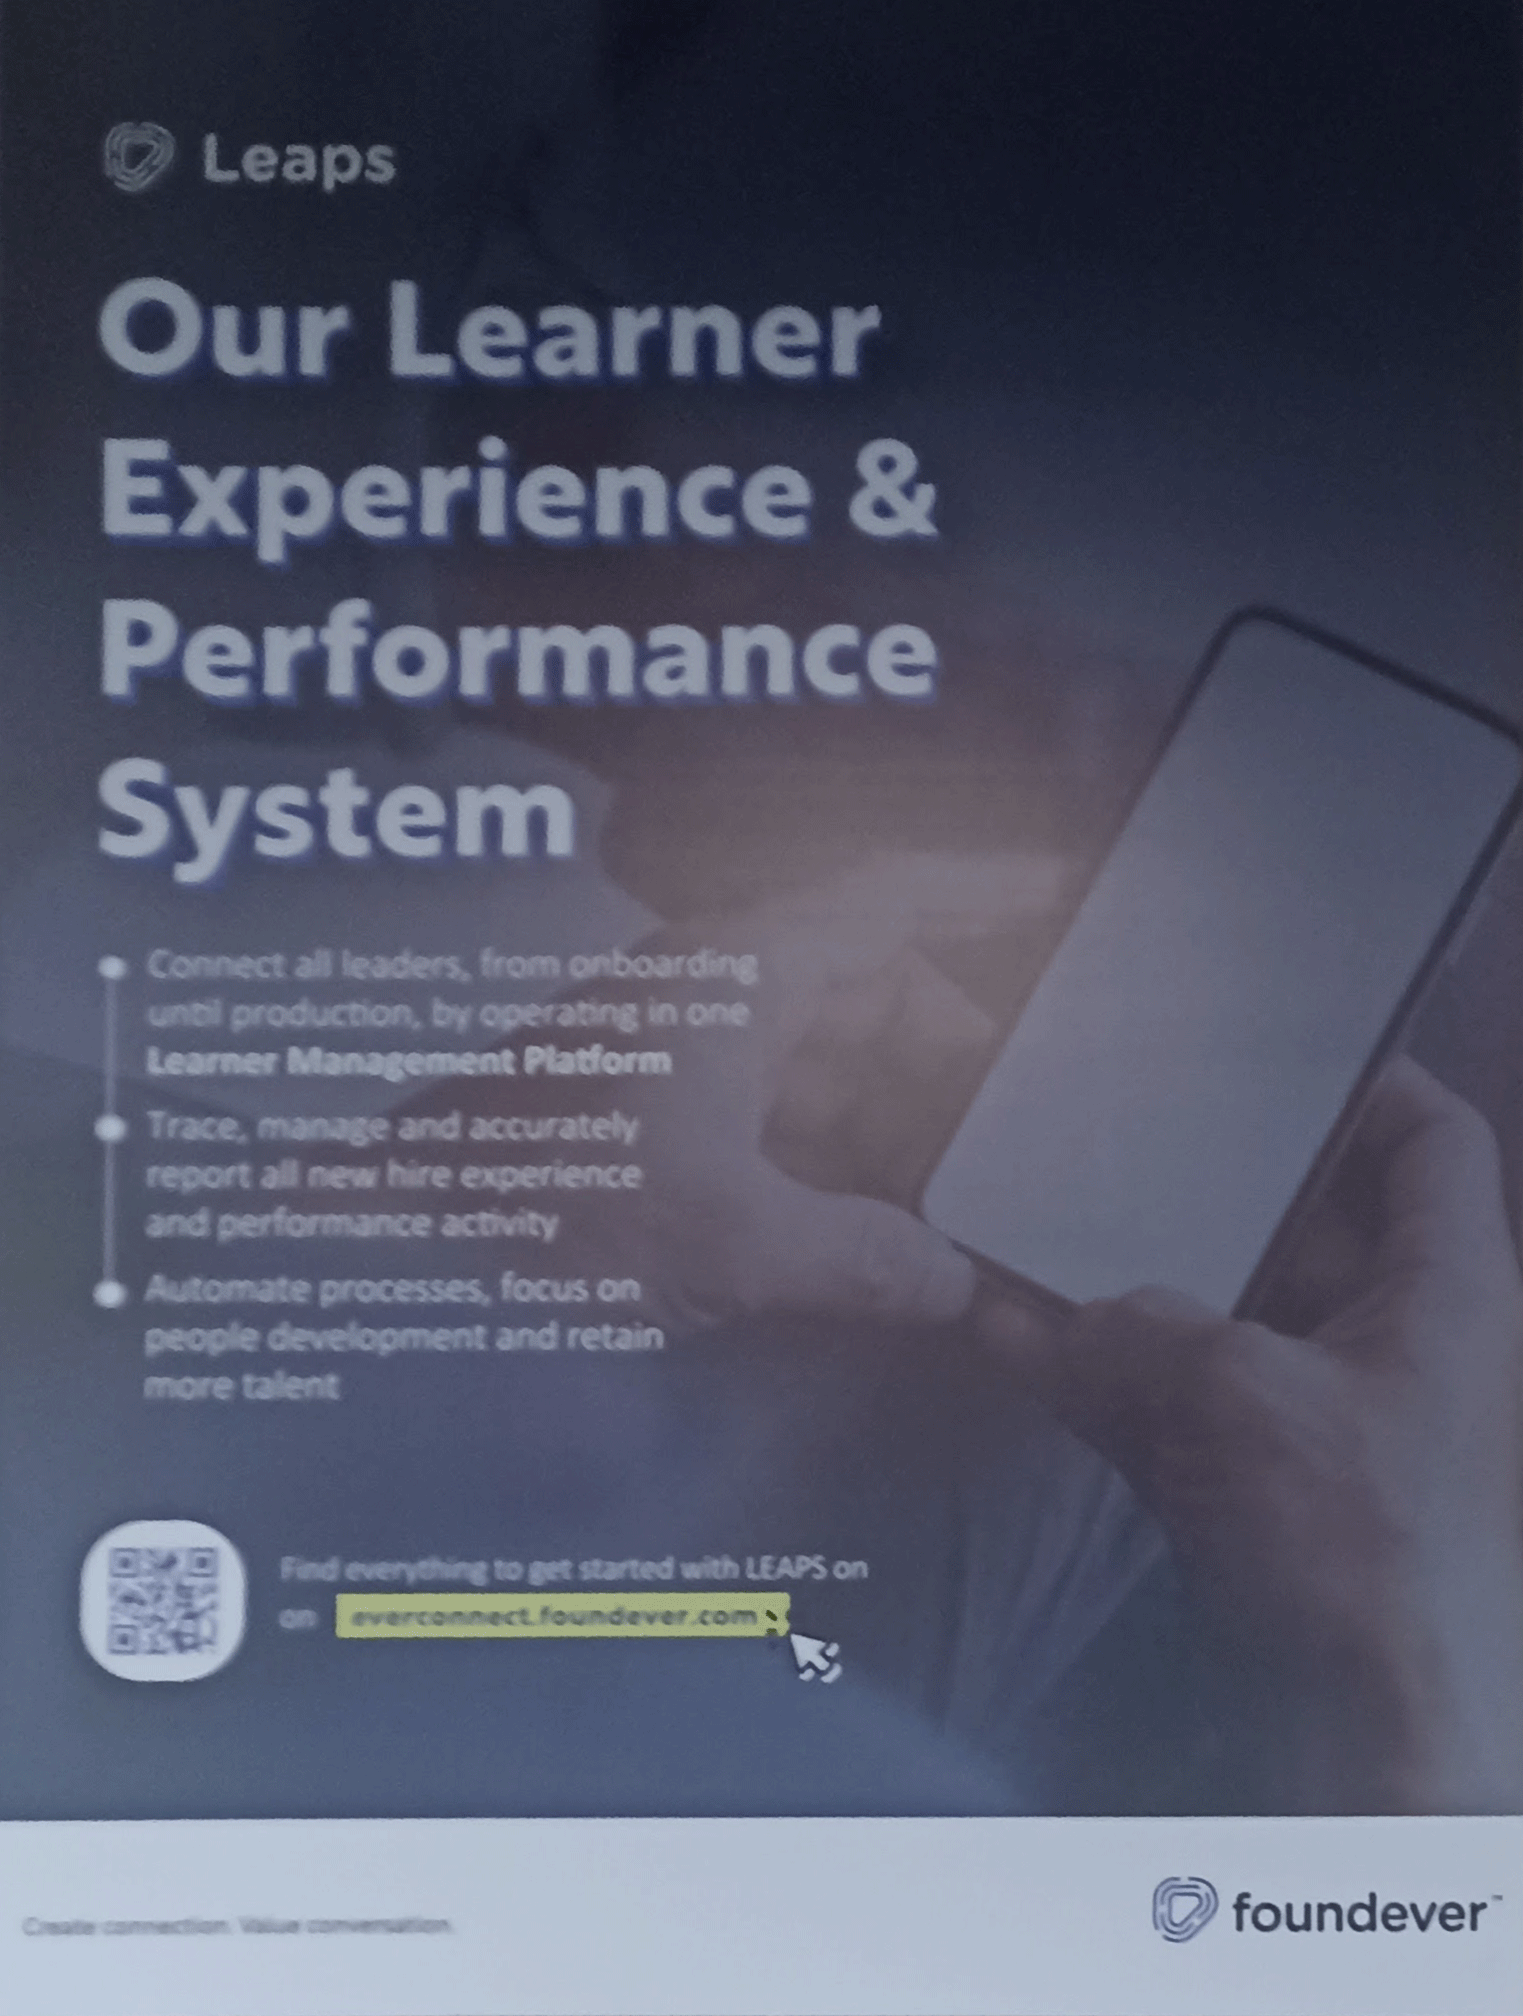 Leaps
Our Learner
Experience &
Performance
System
Connect all leaders, from onboarding
until production, by operating in one
Learner Management Platform
Trace, manage and accurately
report all new hire experience
and performance activity
Automate processes, focus on
people development and retain
more talent
Find everything to get started with LEAPS on
on everconnect.foundever.com
Create connection. Value conversation.
foundever™